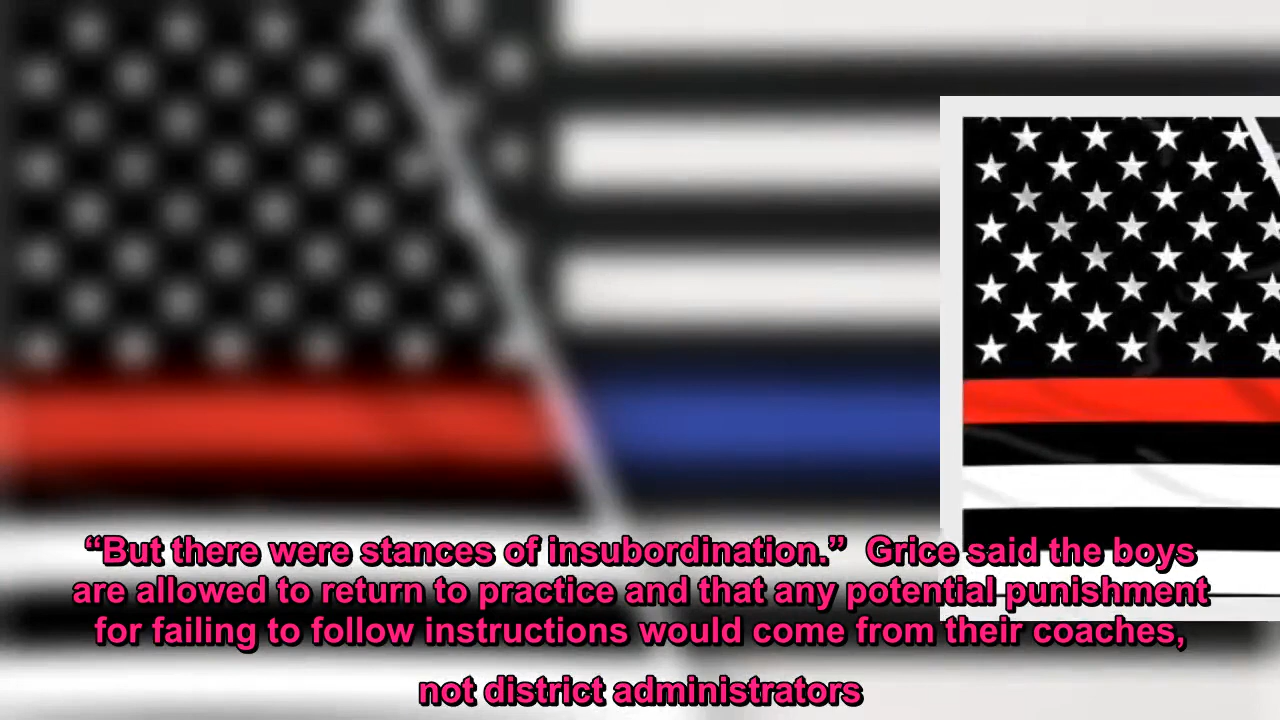 “But there were stances of insubordination.”  Grice said the boys
are allowed to return to practice and that any potential punishment
for failing to follow instructions would come from their coaches,
not district administrators